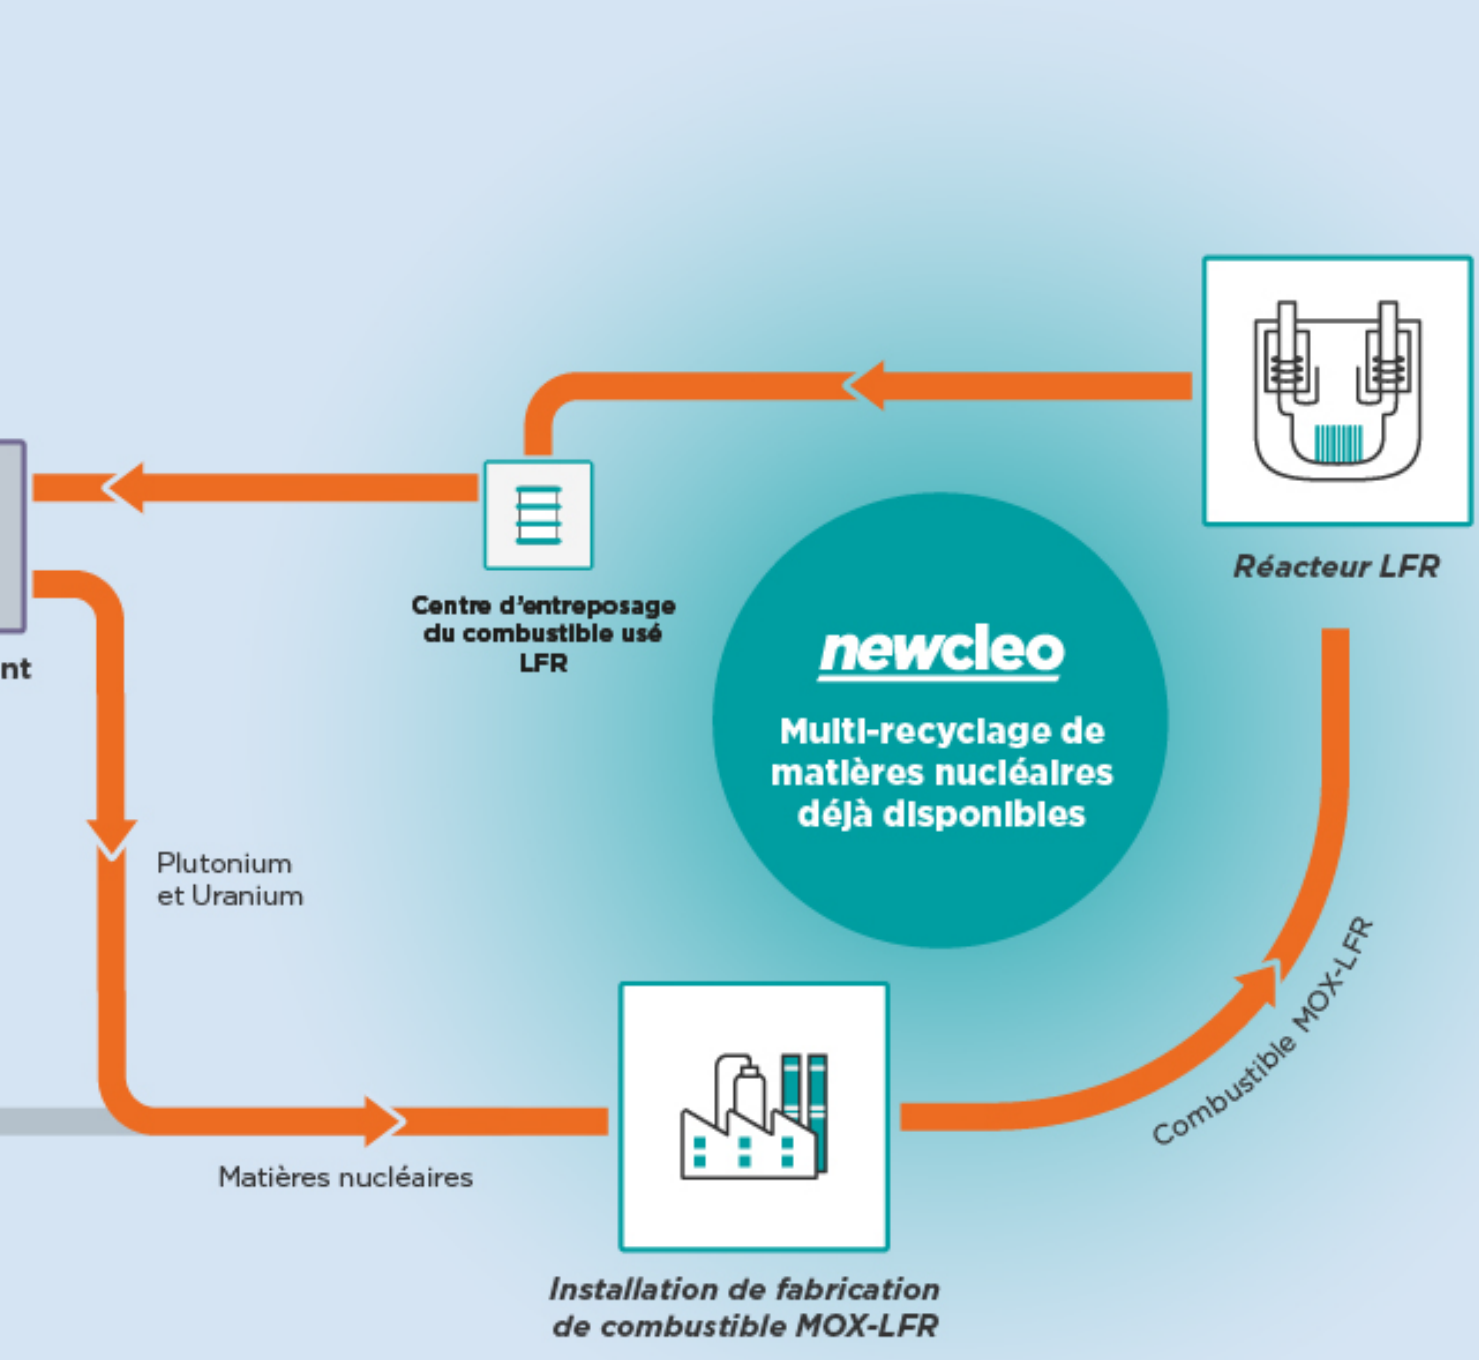 Réacteur LFR
Centre d'entreposage
du combustible usé
LFR
nt
newcleo
Multi-recyclage de
matières nucléaires
déjà disponibles
Plutonium
et Uranium
Combustible MOX-LFR
Matières nucléaires
Installation de fabrication
de combustible MOX-LFR